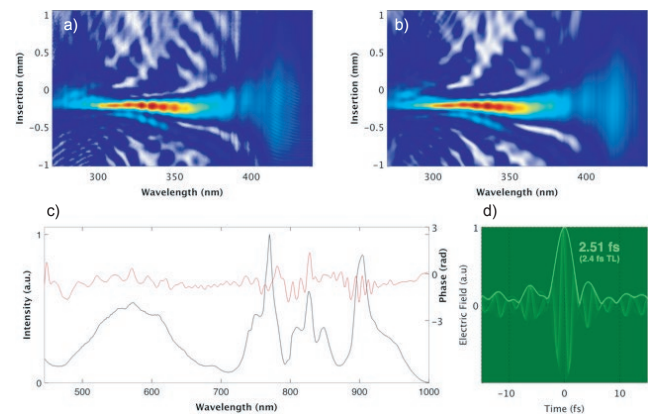 a)
b)
Insertion (mm)
1
0.5
0
-0.5
-1
300
350
400
Wavelength (nm)
Insertion (mm)
1
0.5
0
-0.5
-1
300
350
400
Wavelength (nm)
c)
Intensity (a.u.)
1
0
3
0
-3
Phase (rad)
500
600
700
800
900
1000
Wavelength (nm)
d)
2.51 fs
(2.4 fs TL)
Electric Field (a.u)
1
0
-10
0
10
Time (fs)